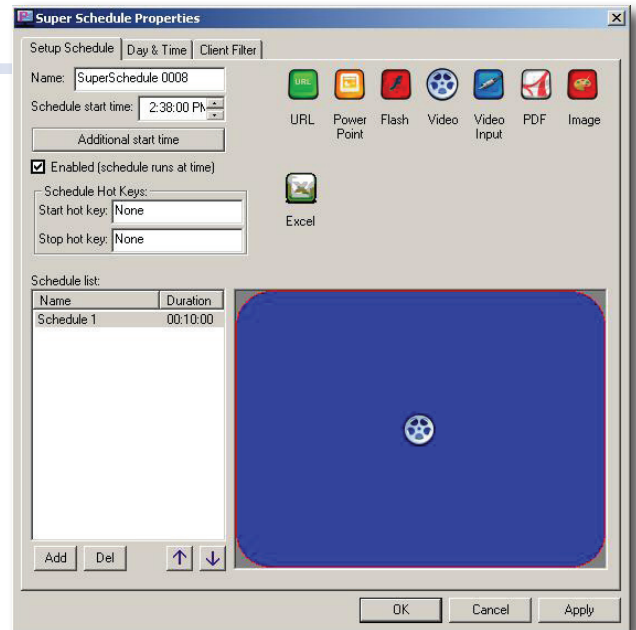 Super Schedule Properties
Setup Schedule Day & Time Client Filter
Name: SuperSchedule 0008
Schedule start time: 2:38:00 PM
Additional start time
Enabled (schedule runs at time)
Schedule Hot Keys:
Start hot key: None
Stop hot key: None
URL
URL Power Point Flash Video Video Input PDF Image
Excel
Schedule list:
Name Duration
Schedule 1 00:10:00
Add Del
OK Cancel Apply